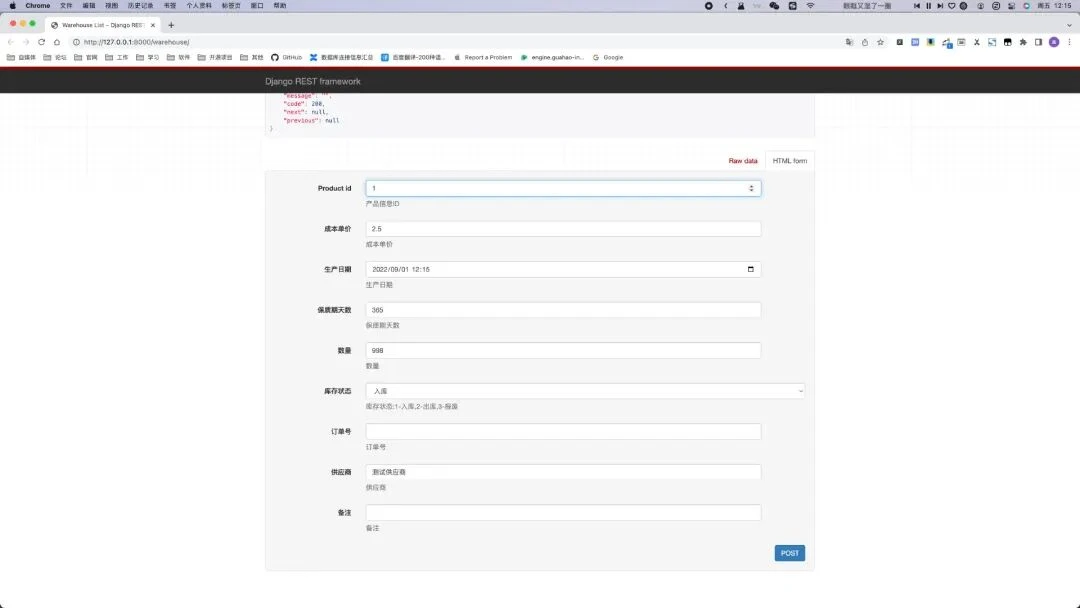 Chrome 文件 编辑 视图 历史记录 书签 个人资料 标签页 窗口 帮助 周五 12:15
Warehouse List – Django REST
http://127.0.0.1:8000/warehouse/
自媒体 论坛 官网 工作 学习 软件 开源项目 其他 GitHub 数据库连接信息汇总 百度翻译-200种语... Report a Problem engine.guahao-in... Google
Django REST framework
"message": "",
"code": 200,
"next": null,
"previous": null
}
Raw data HTML form
Product id 1
产品信息ID
成本单价 2.5
成本单价
生产日期 2022/09/01 12:15
生产日期
保质期天数 365
保质期天数
数量 998
数量
库存状态 入库
库存状态:1-入库,2-出库,3-报废
订单号
订单号
供应商 测试供应商
供应商
备注
备注
POST